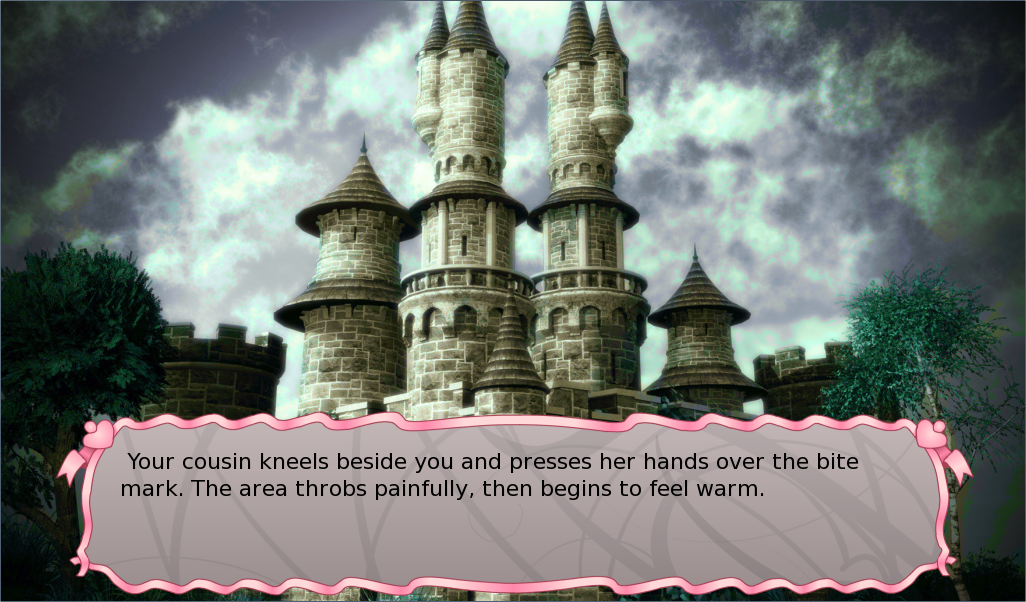 Your cousin kneels beside you and presses her hands over the bite
mark. The area throbs painfully, then begins to feel warm.